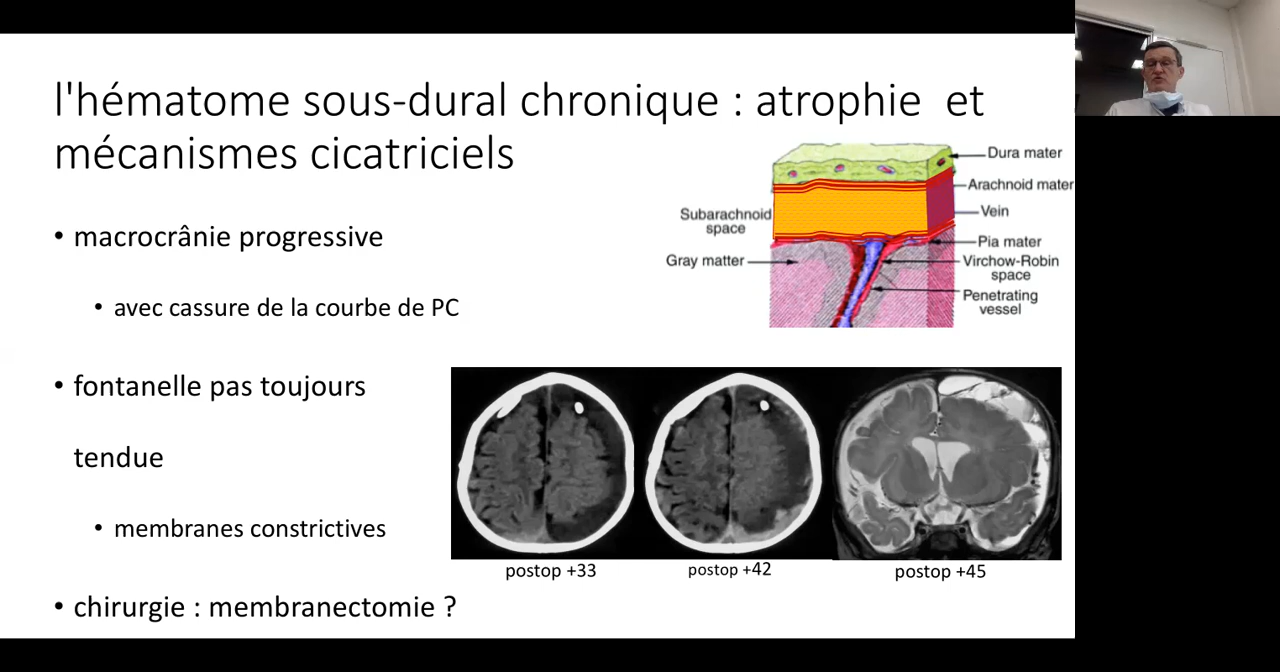 l'hématome sous-dural chronique : atrophie et
mécanismes cicatriciels
• macrocrânie progressive
• avec cassure de la courbe de PC
• fontanelle pas toujours
tendue
• membranes constrictives
• chirurgie : membranectomie ?
Dura mater
Arachnoid mater
Subarachnoid
space
Vein
Pia mater
Gray matter
Virchow-Robin
space
Penetrating
vessel
postop +33
postop +42
postop +45